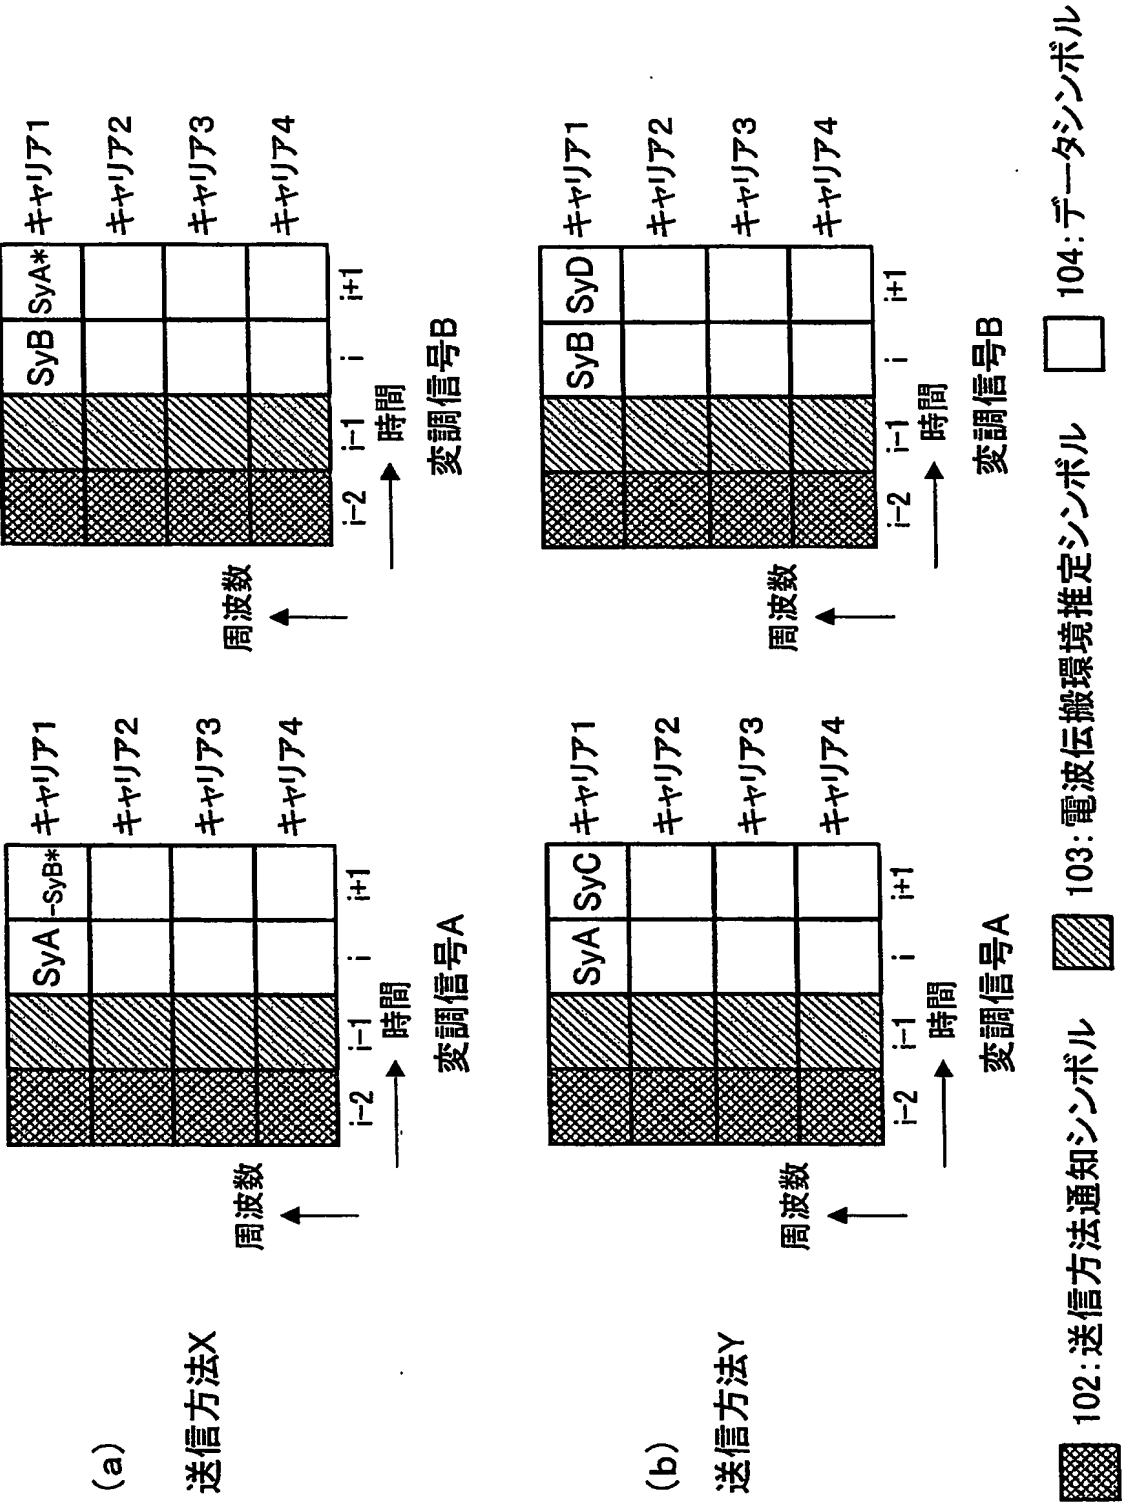 (a)
送信方法X
周波数
SyA
-SyB*
キャリア1
キャリア2
キャリア3
キャリア4
i-2
i-1
i
i+1
時間
変調信号A
周波数
SyB
SyA*
キャリア1
キャリア2
キャリア3
キャリア4
i-2
i-1
i
i+1
時間
変調信号B
(b)
送信方法Y
周波数
SyA
SyC
キャリア1
キャリア2
キャリア3
キャリア4
i-2
i-1
i
i+1
時間
変調信号A
周波数
SyB
SyD
キャリア1
キャリア2
キャリア3
キャリア4
i-2
i-1
i
i+1
時間
変調信号B
102:送信方法通知シンボル
103:電波伝搬環境推定シンボル
104:データシンボル